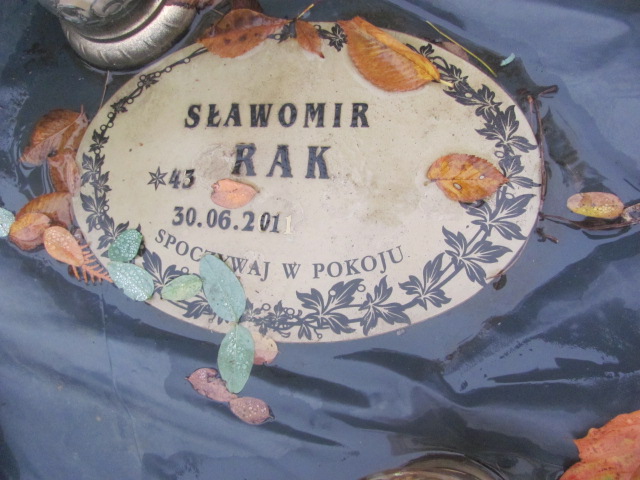 SŁAWOMIR
RAK
*43
30.06.2011
SPOCZYWAJ W POKOJU